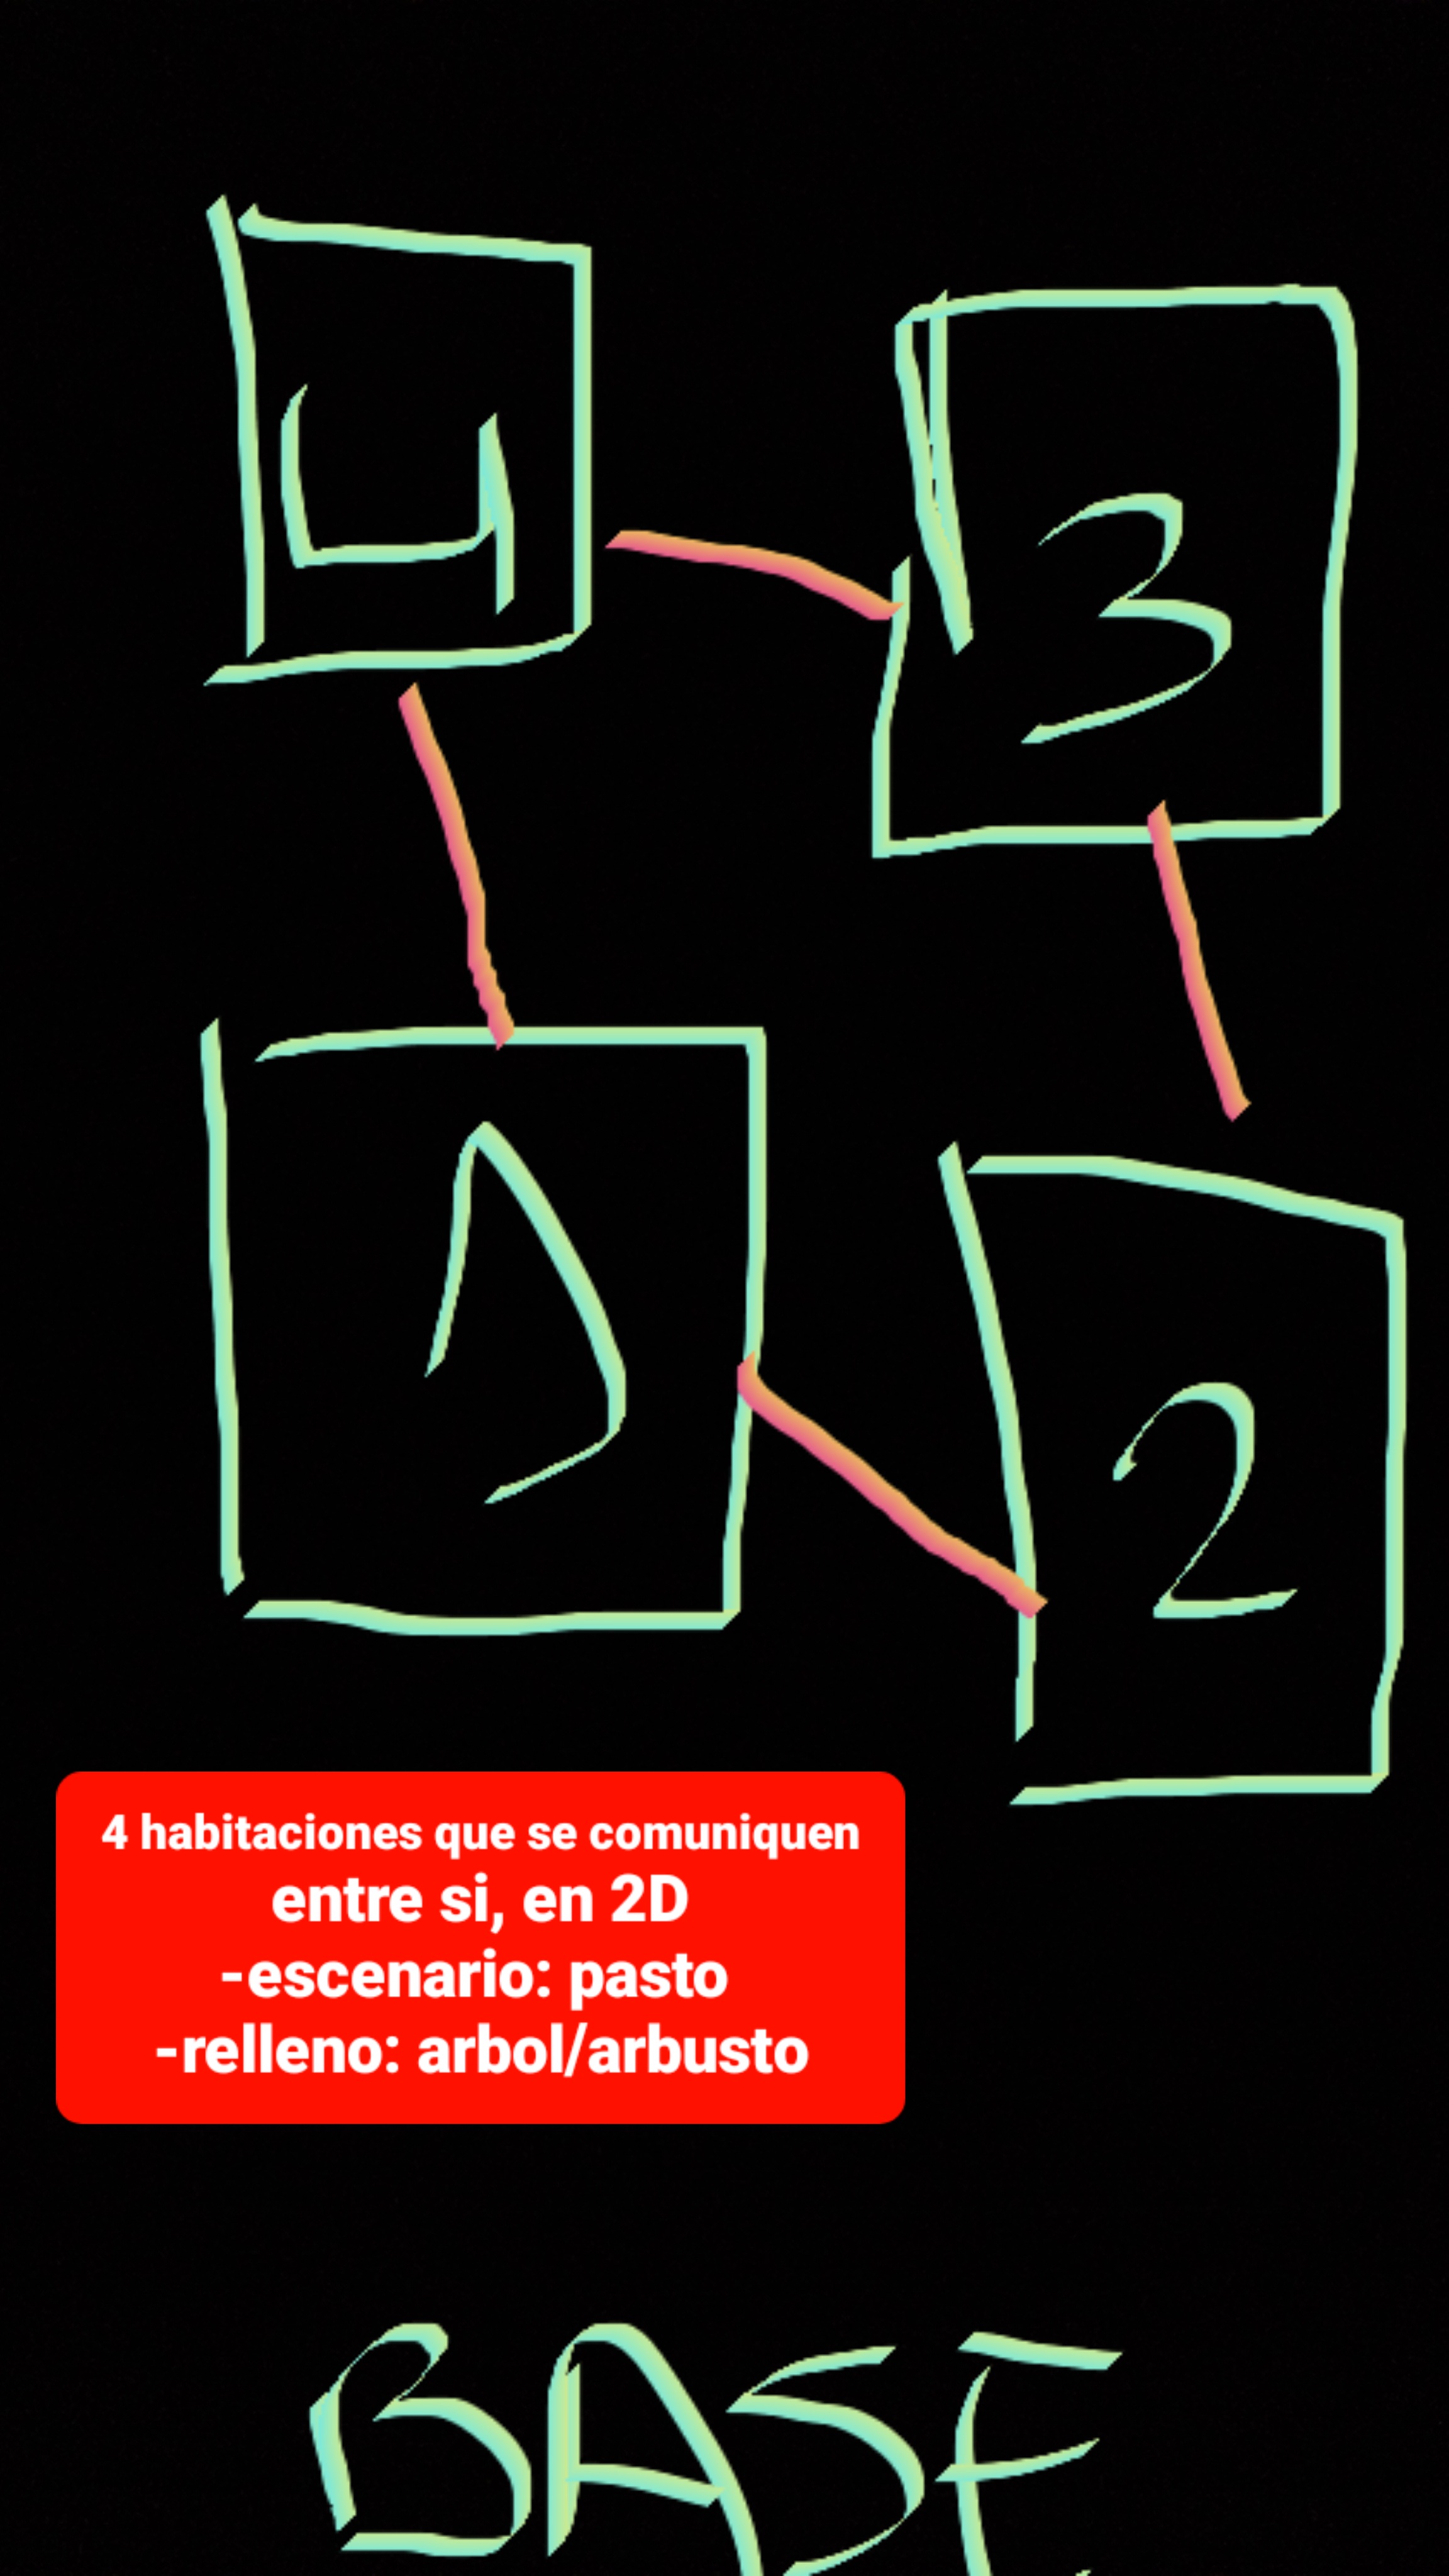 4
3
1
2
4 habitaciones que se comuniquen
entre si, en 2D
-escenario: pasto
-relleno: arbol/arbusto
BASE